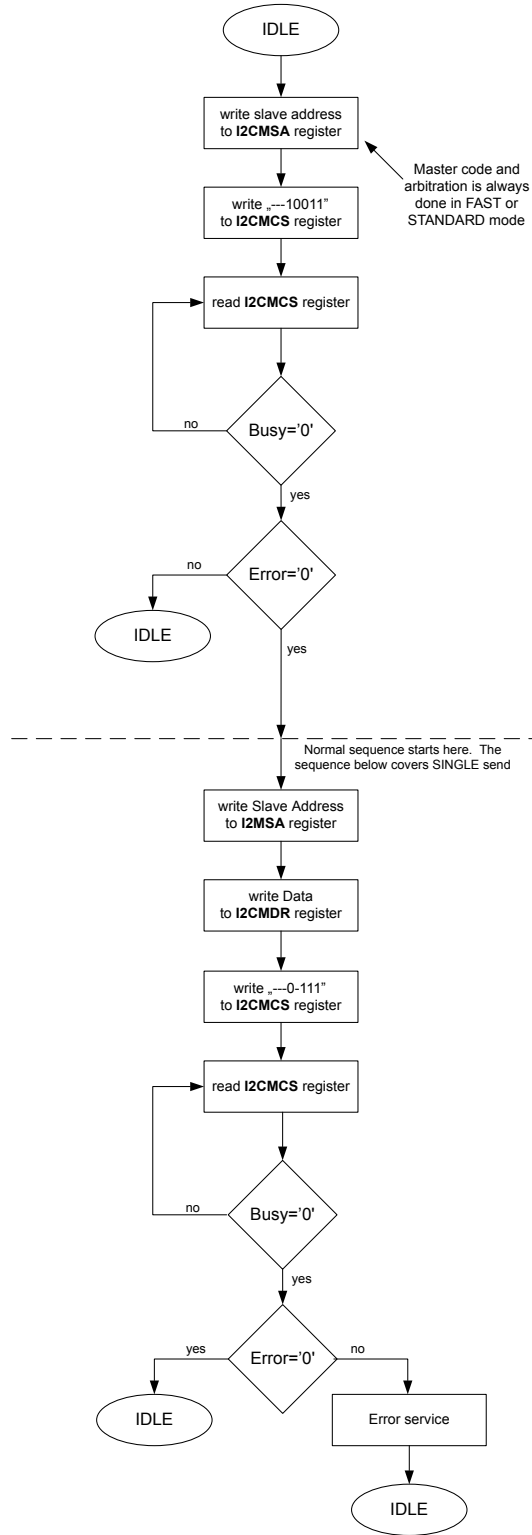 IDLE
write slave address
to I2CMSA register
Master code and
arbitration is always
done in FAST or
STANDARD mode
write „---10011”
to I2CMCS register
read I2CMCS register
Busy='0'
no
yes
Error='0'
no
IDLE
yes
Normal sequence starts here.  The
sequence below covers SINGLE send
write Slave Address
to I2MSA register
write Data
to I2CMDR register
write „---0-111”
to I2CMCS register
read I2CMCS register
Busy='0'
no
yes
Error='0'
yes
no
IDLE
Error service
IDLE